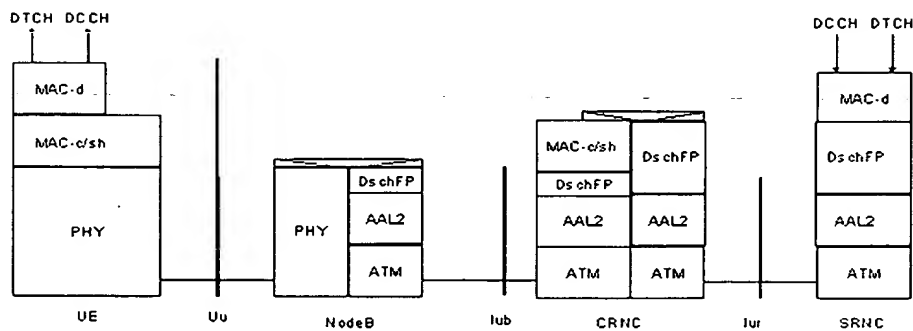 DTCH DCCH
DCCH DTCH
MAC-d
MAC-d
MAC-c/sh
MAC-c/sh
DschFP
DschFP
DschFP
DschFP
PHY
PHY
AAL2
AAL2
AAL2
AAL2
ATM
ATM
ATM
ATM
UE
Uu
NodeB
Iub
CRNC
Iur
SRNC